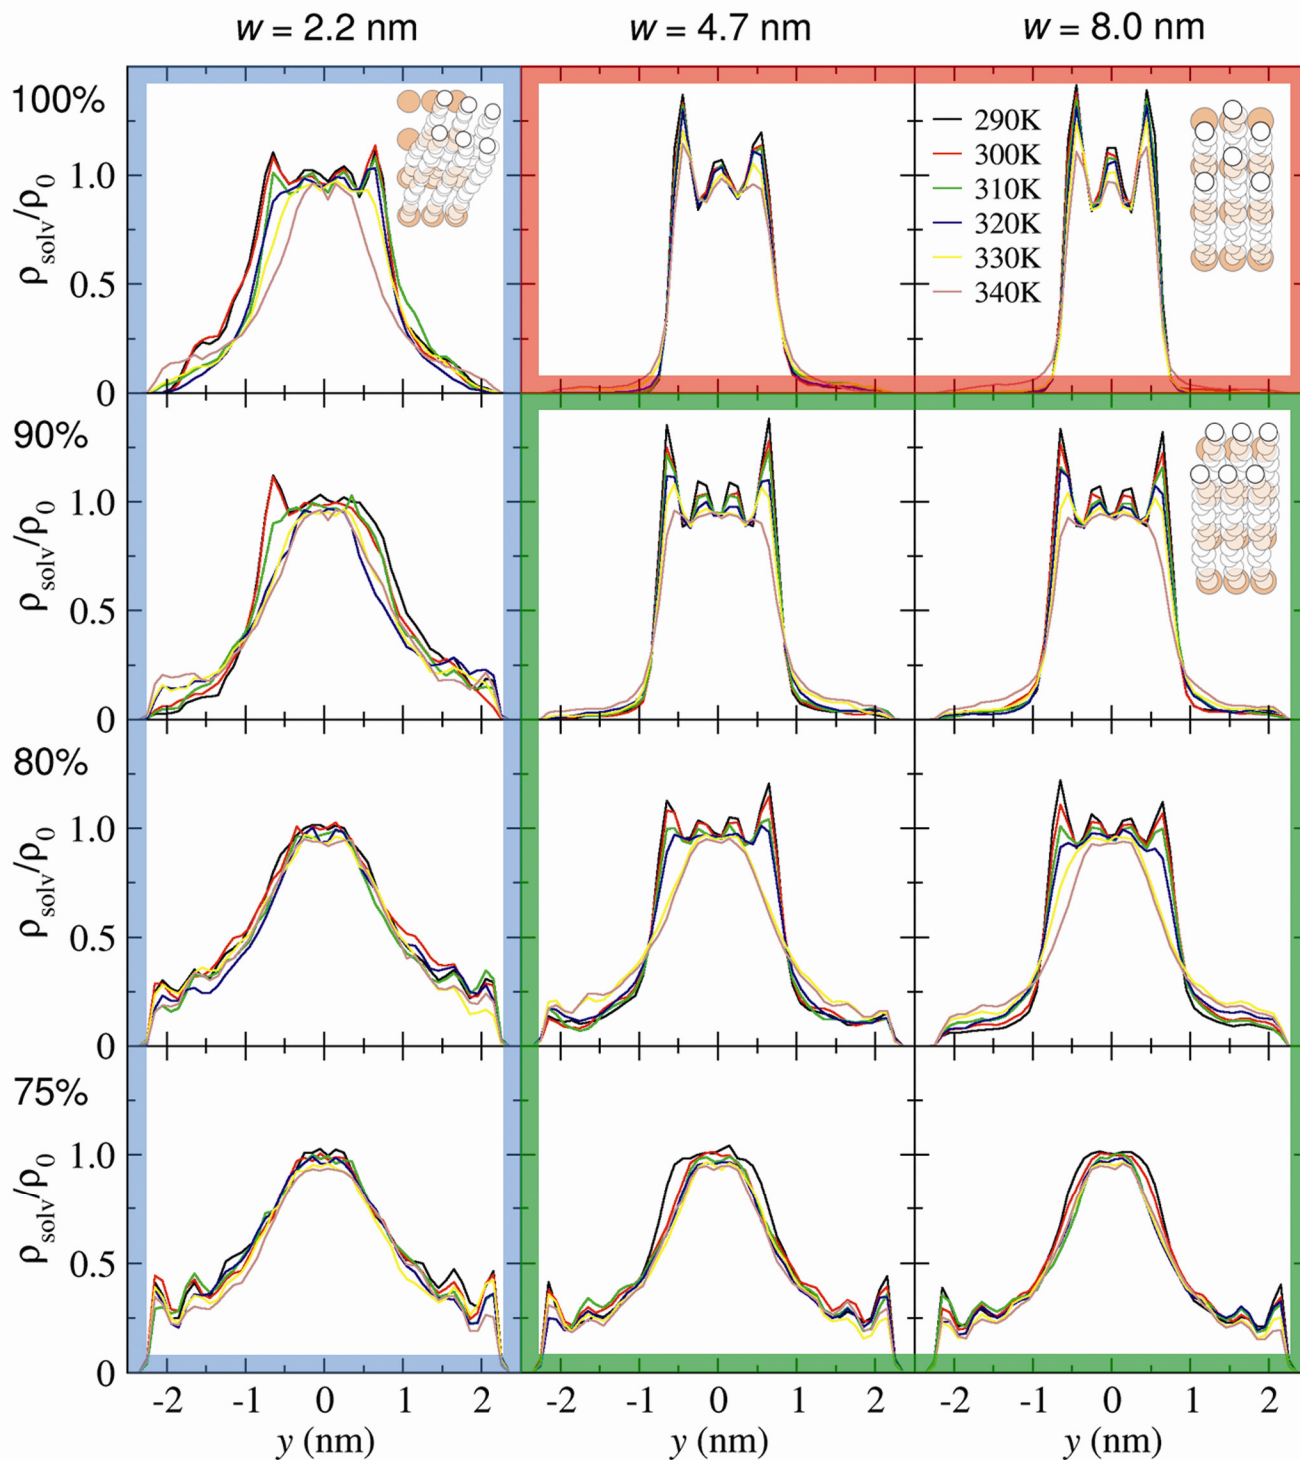 w = 2.2 nm w = 4.7 nm w = 8.0 nm
100%
ρsolv/ρ0
1.0
0.5
0
290K
300K
310K
320K
330K
340K
90%
ρsolv/ρ0
1.0
0.5
0
80%
ρsolv/ρ0
1.0
0.5
0
75%
ρsolv/ρ0
1.0
0.5
0
-2 -1 0 1 2 -2 -1 0 1 2 -2 -1 0 1 2
y (nm) y (nm) y (nm)